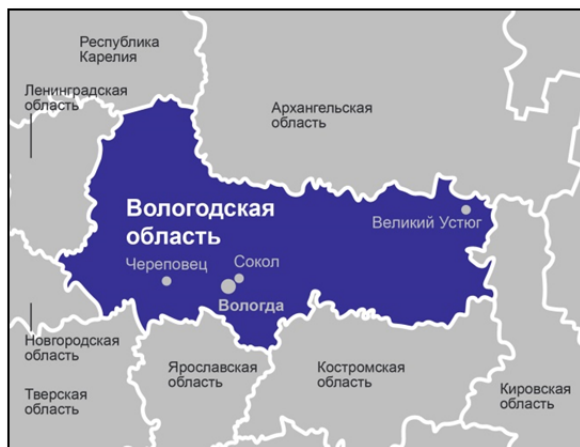 Республика
Карелия
Ленинградская
область
Архангельская
область
Вологодская
область
Великий Устюг
Череповец
Сокол
Вологда
Новгородская
область
Ярославская
область
Костромская
область
Тверская
область
Кировская
область